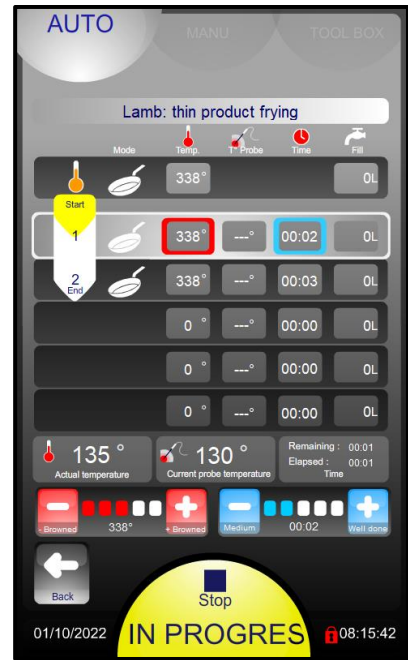 AUTO MANU TOOL BOX
Lamb: thin product frying
Mode Temp. T° Probe Time Fill
338° 0L
Start
1 338° ---° 00:02 0L
2 338° ---° 00:03 0L
End
0 ° ---° 00:00 0L
0 ° ---° 00:00 0L
0 ° ---° 00:00 0L
135 ° 130 ° Remaining : 00:01
Elapsed : 00:01
Actual temperature Current probe temperature Time
- Browned 338° + Browned Medium 00:02 Well done
Back
Stop
01/10/2022 IN PROGRES 08:15:42